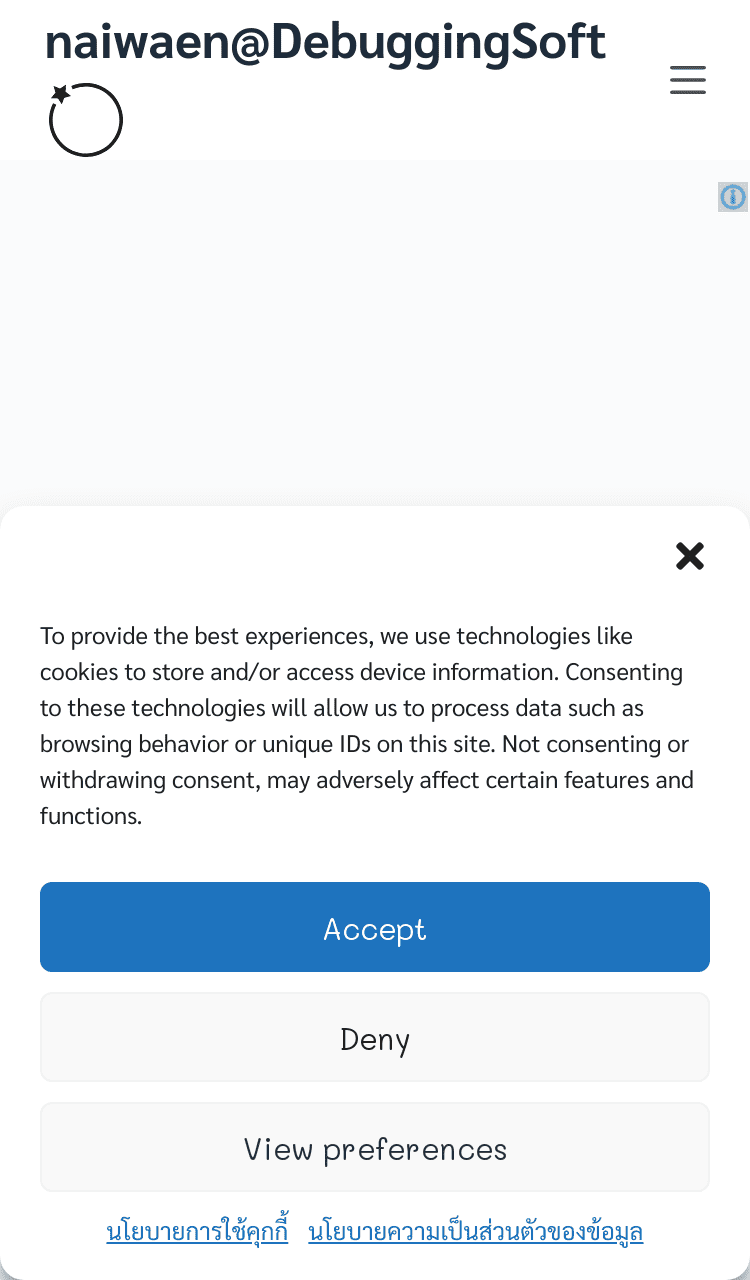 naiwaen@DebuggingSoft
To provide the best experiences, we use technologies like
cookies to store and/or access device information. Consenting
to these technologies will allow us to process data such as
browsing behavior or unique IDs on this site. Not consenting or
withdrawing consent, may adversely affect certain features and
functions.
Accept
Deny
View preferences
นโยบายการใช้คุกกี้ นโยบายความเป็นส่วนตัวของข้อมูล